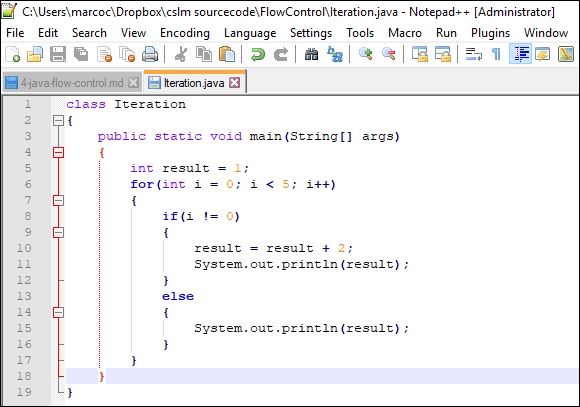 C:\Users\marcoc\Dropbox\cslm sourcecode\FlowControl\Iteration.java - Notepad++ [Administrator]
File Edit Search View Encoding Language Settings Tools Macro Run Plugins Window
4-java-flow-control.md Iteration.java
1 class Iteration
2 {
3 public static void main(String[] args)
4 {
5 int result = 1;
6 for(int i = 0; i < 5; i++)
7 {
8 if(i != 0)
9 {
10 result = result + 2;
11 System.out.println(result);
12 }
13 else
14 {
15 System.out.println(result);
16 }
17 }
18 }
19 }